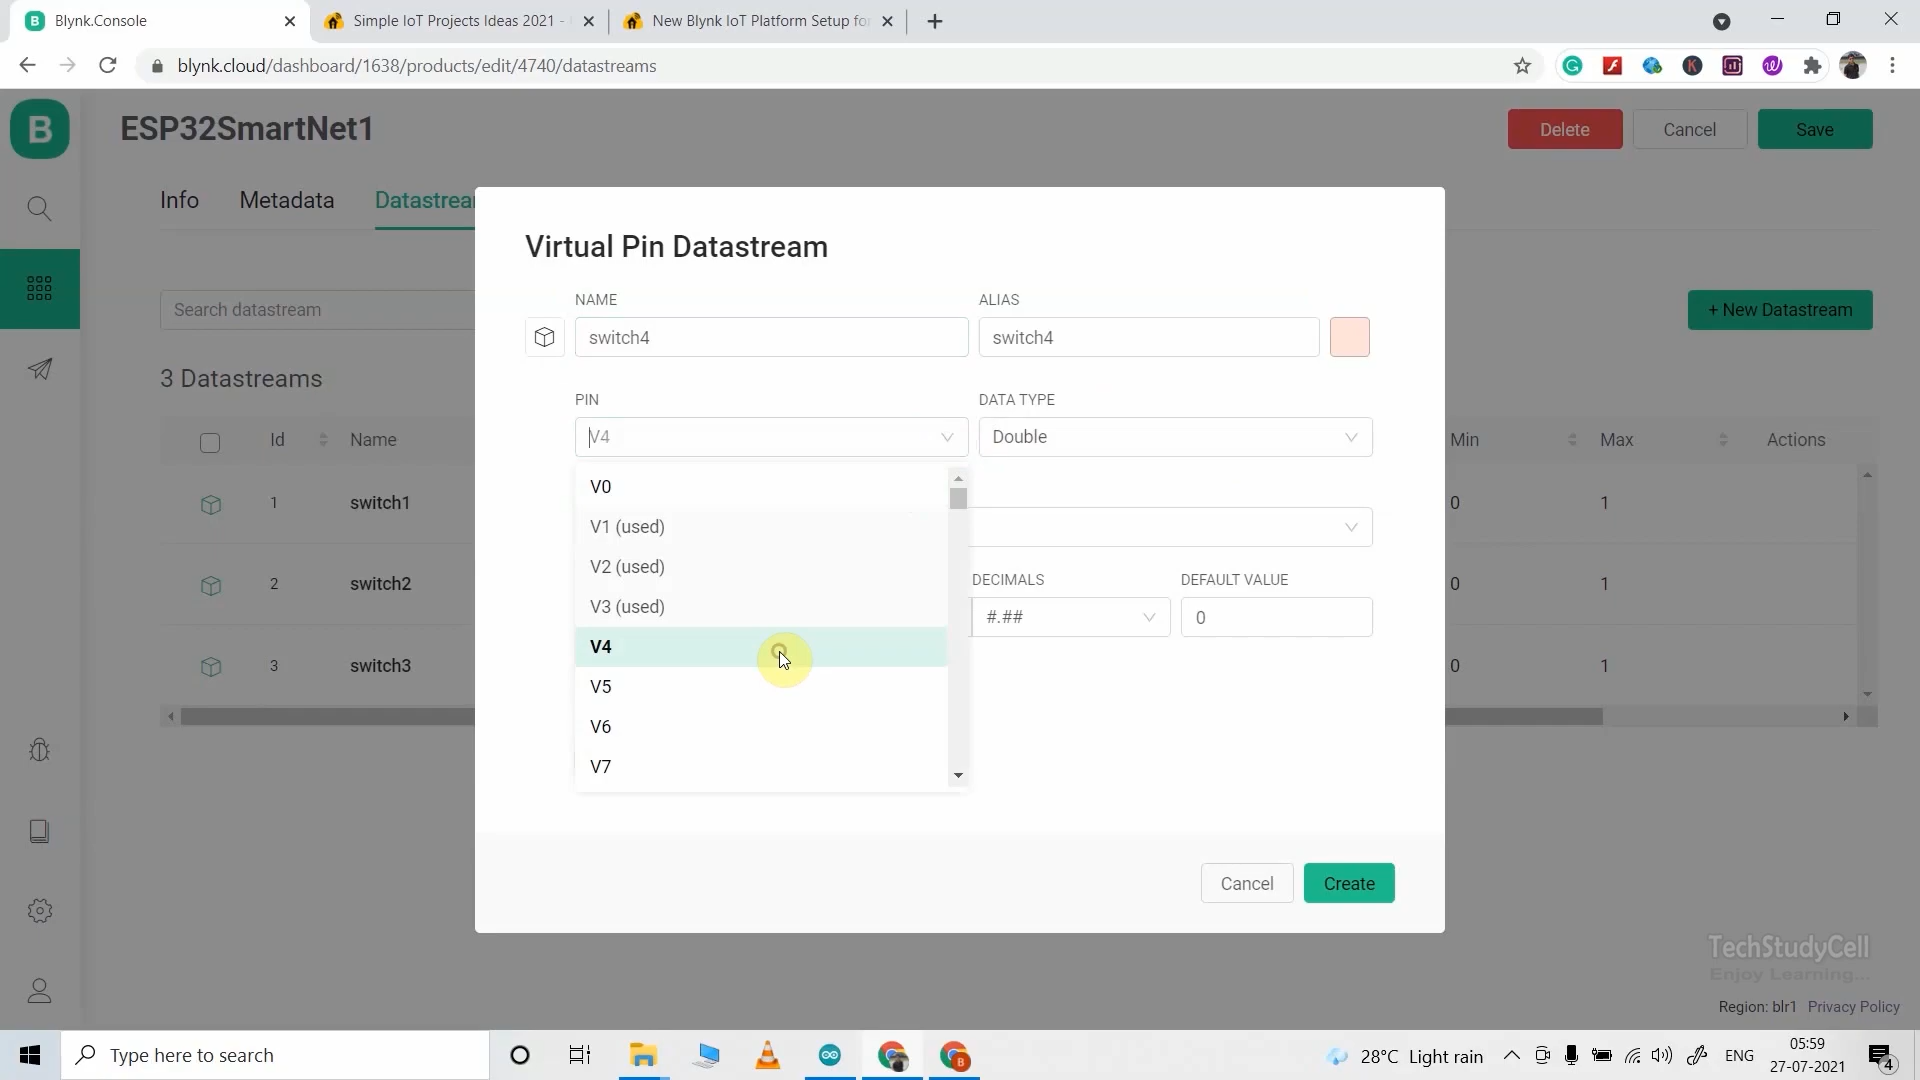 Blynk.Console
Simple IoT Projects Ideas 2021 -
New Blynk IoT Platform Setup for
blynk.cloud/dashboard/1638/products/edit/4740/datastreams
B
ESP32SmartNet1
Delete
Cancel
Save
Info
Metadata
Datastream
Search datastream
+ New Datastream
3 Datastreams
Id
Name
Min
Max
Actions
1
switch1
0
1
2
switch2
0
1
3
switch3
0
1
Virtual Pin Datastream
NAME
ALIAS
switch4
switch4
PIN
DATA TYPE
V4
Double
V0
V1 (used)
V2 (used)
V3 (used)
V4
V5
V6
V7
DECIMALS
DEFAULT VALUE
#.##
0
Cancel
Create
TechStudyCell
Enjoy Learning...
Region: blr1
Privacy Policy
Type here to search
28°C Light rain
ENG
05:59
27-07-2021
4